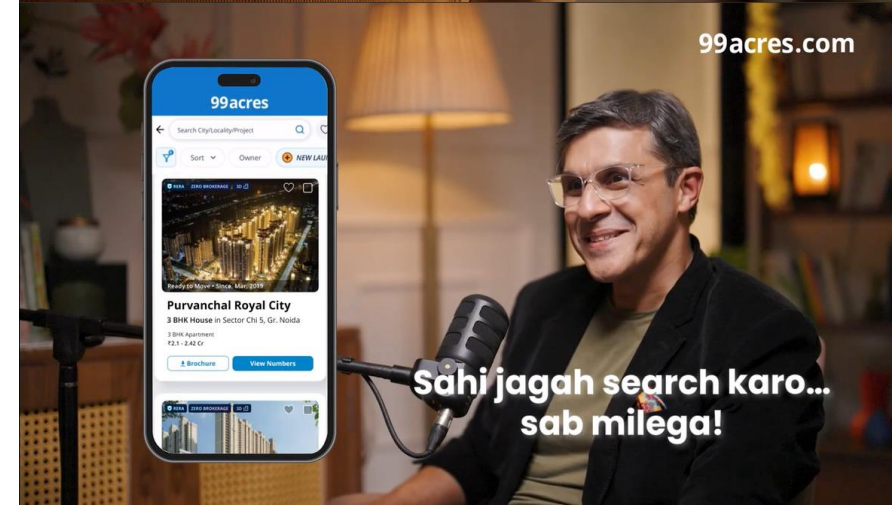 99acres.com
99acres
Search City/Locality/Project
Sort
Owner
NEW LAU
RERA ZERO BROKERAGE 3D
Ready to Move • Since, Mar, 2019
Purvanchal Royal City
3 BHK House in Sector Chi 5, Gr. Noida
3 BHK Apartment
₹2.1 - 2.42 Cr
Brochure
View Numbers
RERA ZERO BROKERAGE 3D
Sahi jagah search karo...
sab milega!